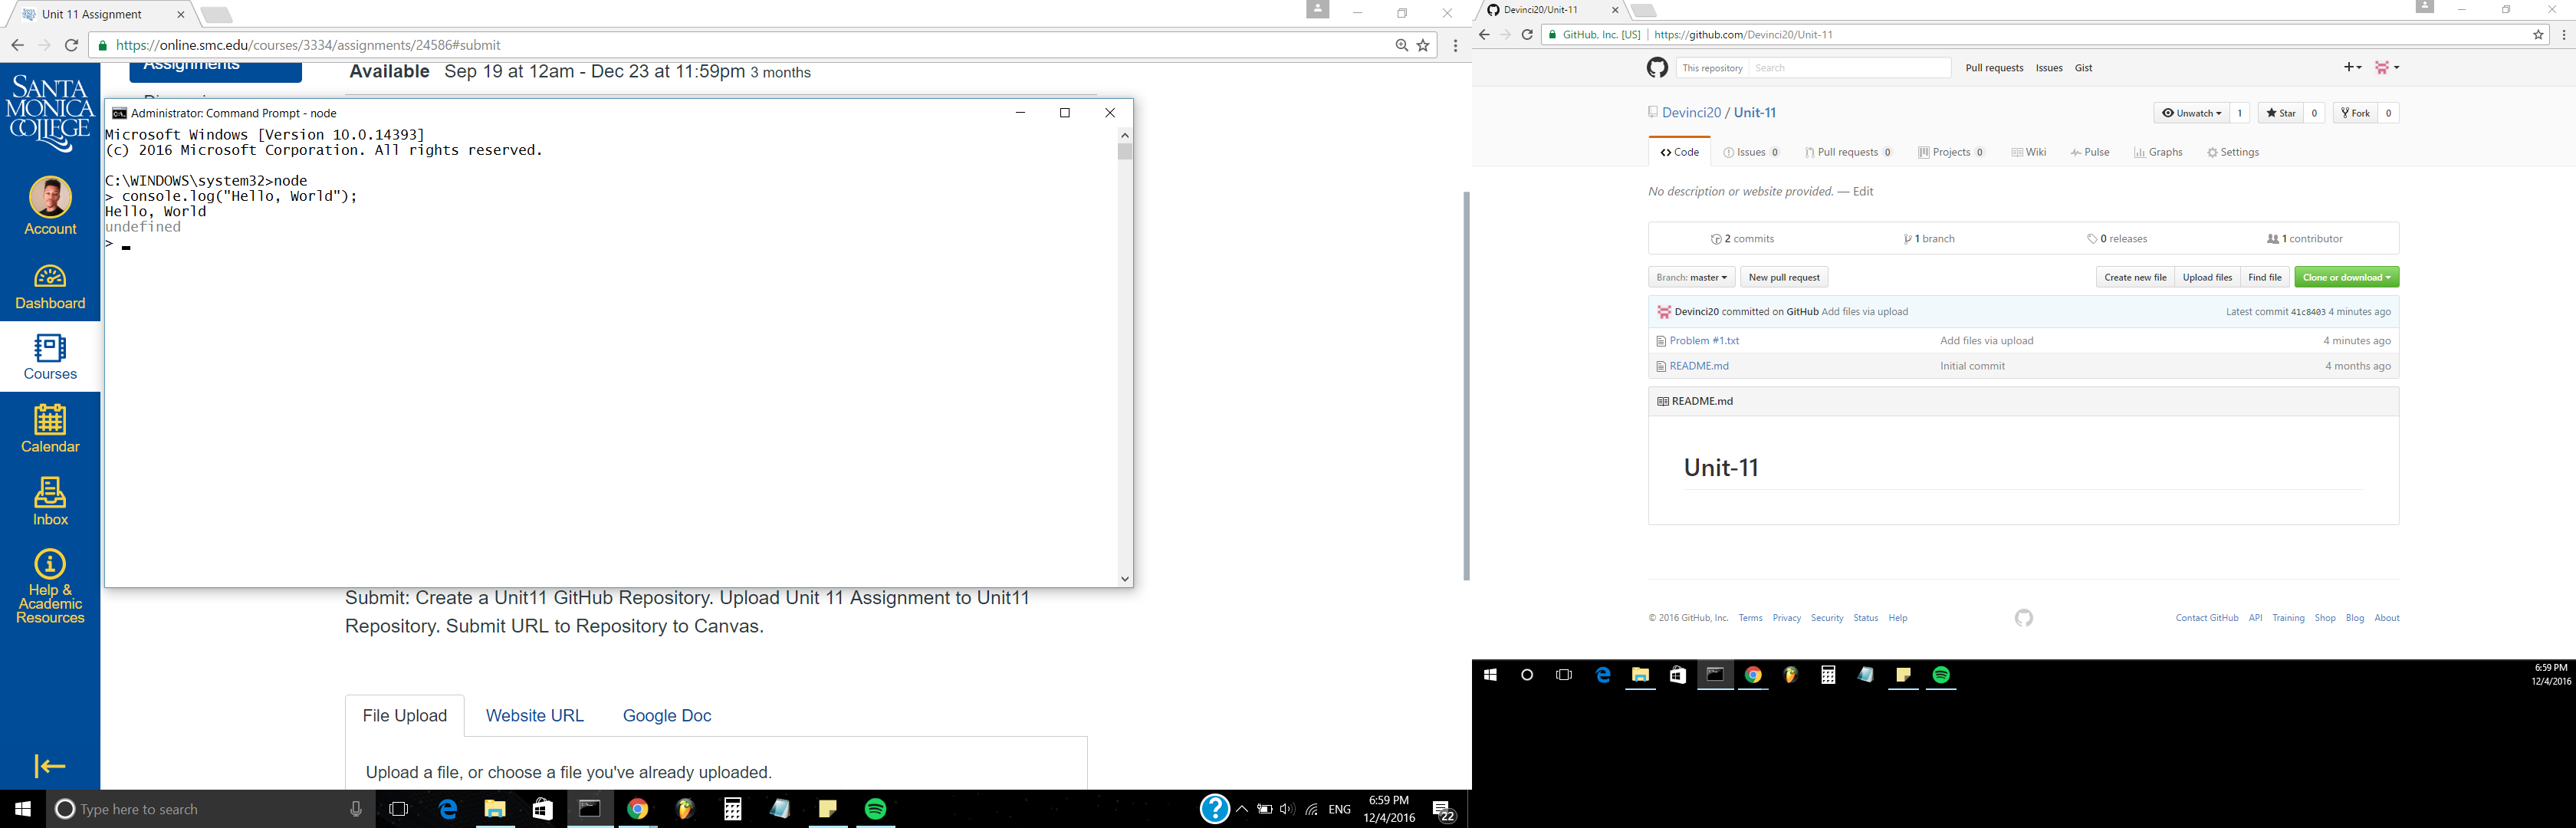 Unit 11 Assignment
https://online.smc.edu/courses/3334/assignments/24586#submit
SANTA
MONICA
COLLEGE
Account
Dashboard
Courses
Calendar
Inbox
Help &
Academic
Resources
Assignments
Available Sep 19 at 12am - Dec 23 at 11:59pm 3 months
Administrator: Command Prompt - node
Microsoft Windows [Version 10.0.14393]
(c) 2016 Microsoft Corporation. All rights reserved.
C:\WINDOWS\system32>node
> console.log("Hello, World");
Hello, World
undefined
>
Submit: Create a Unit11 GitHub Repository. Upload Unit 11 Assignment to Unit11
Repository. Submit URL to Repository to Canvas.
File Upload Website URL Google Doc
Upload a file, or choose a file you've already uploaded.
Type here to search
ENG
6:59 PM
12/4/2016
22
Devinci20/Unit-11
GitHub, Inc. [US] https://github.com/Devinci20/Unit-11
This repository Search Pull requests Issues Gist
Devinci20 / Unit-11
Unwatch 1 Star 0 Fork 0
Code Issues 0 Pull requests 0 Projects 0 Wiki Pulse Graphs Settings
No description or website provided. — Edit
2 commits 1 branch 0 releases 1 contributor
Branch: master New pull request Create new file Upload files Find file Clone or download
Devinci20 committed on GitHub Add files via upload Latest commit 41c8403 4 minutes ago
Problem #1.txt Add files via upload 4 minutes ago
README.md Initial commit 4 months ago
README.md
Unit-11
© 2016 GitHub, Inc. Terms Privacy Security Status Help Contact GitHub API Training Shop Blog About
6:59 PM
12/4/2016